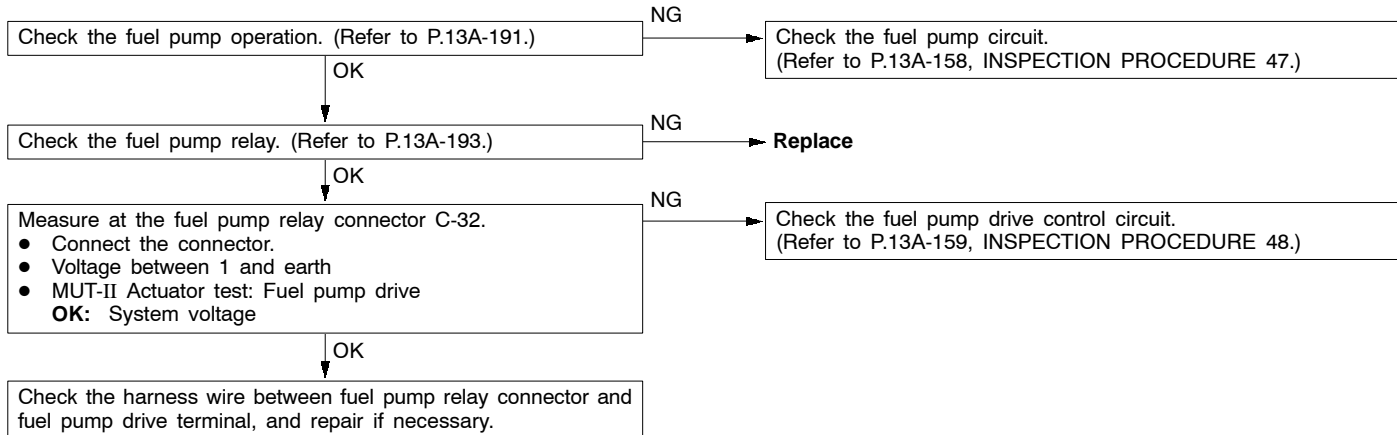 Check the fuel pump operation. (Refer to P.13A-191.)
NG
Check the fuel pump circuit.
(Refer to P.13A-158, INSPECTION PROCEDURE 47.)
OK
Check the fuel pump relay. (Refer to P.13A-193.)
NG
Replace
OK
Measure at the fuel pump relay connector C-32.
● Connect the connector.
● Voltage between 1 and earth
● MUT-II Actuator test: Fuel pump drive
OK: System voltage
NG
Check the fuel pump drive control circuit.
(Refer to P.13A-159, INSPECTION PROCEDURE 48.)
OK
Check the harness wire between fuel pump relay connector and
fuel pump drive terminal, and repair if necessary.